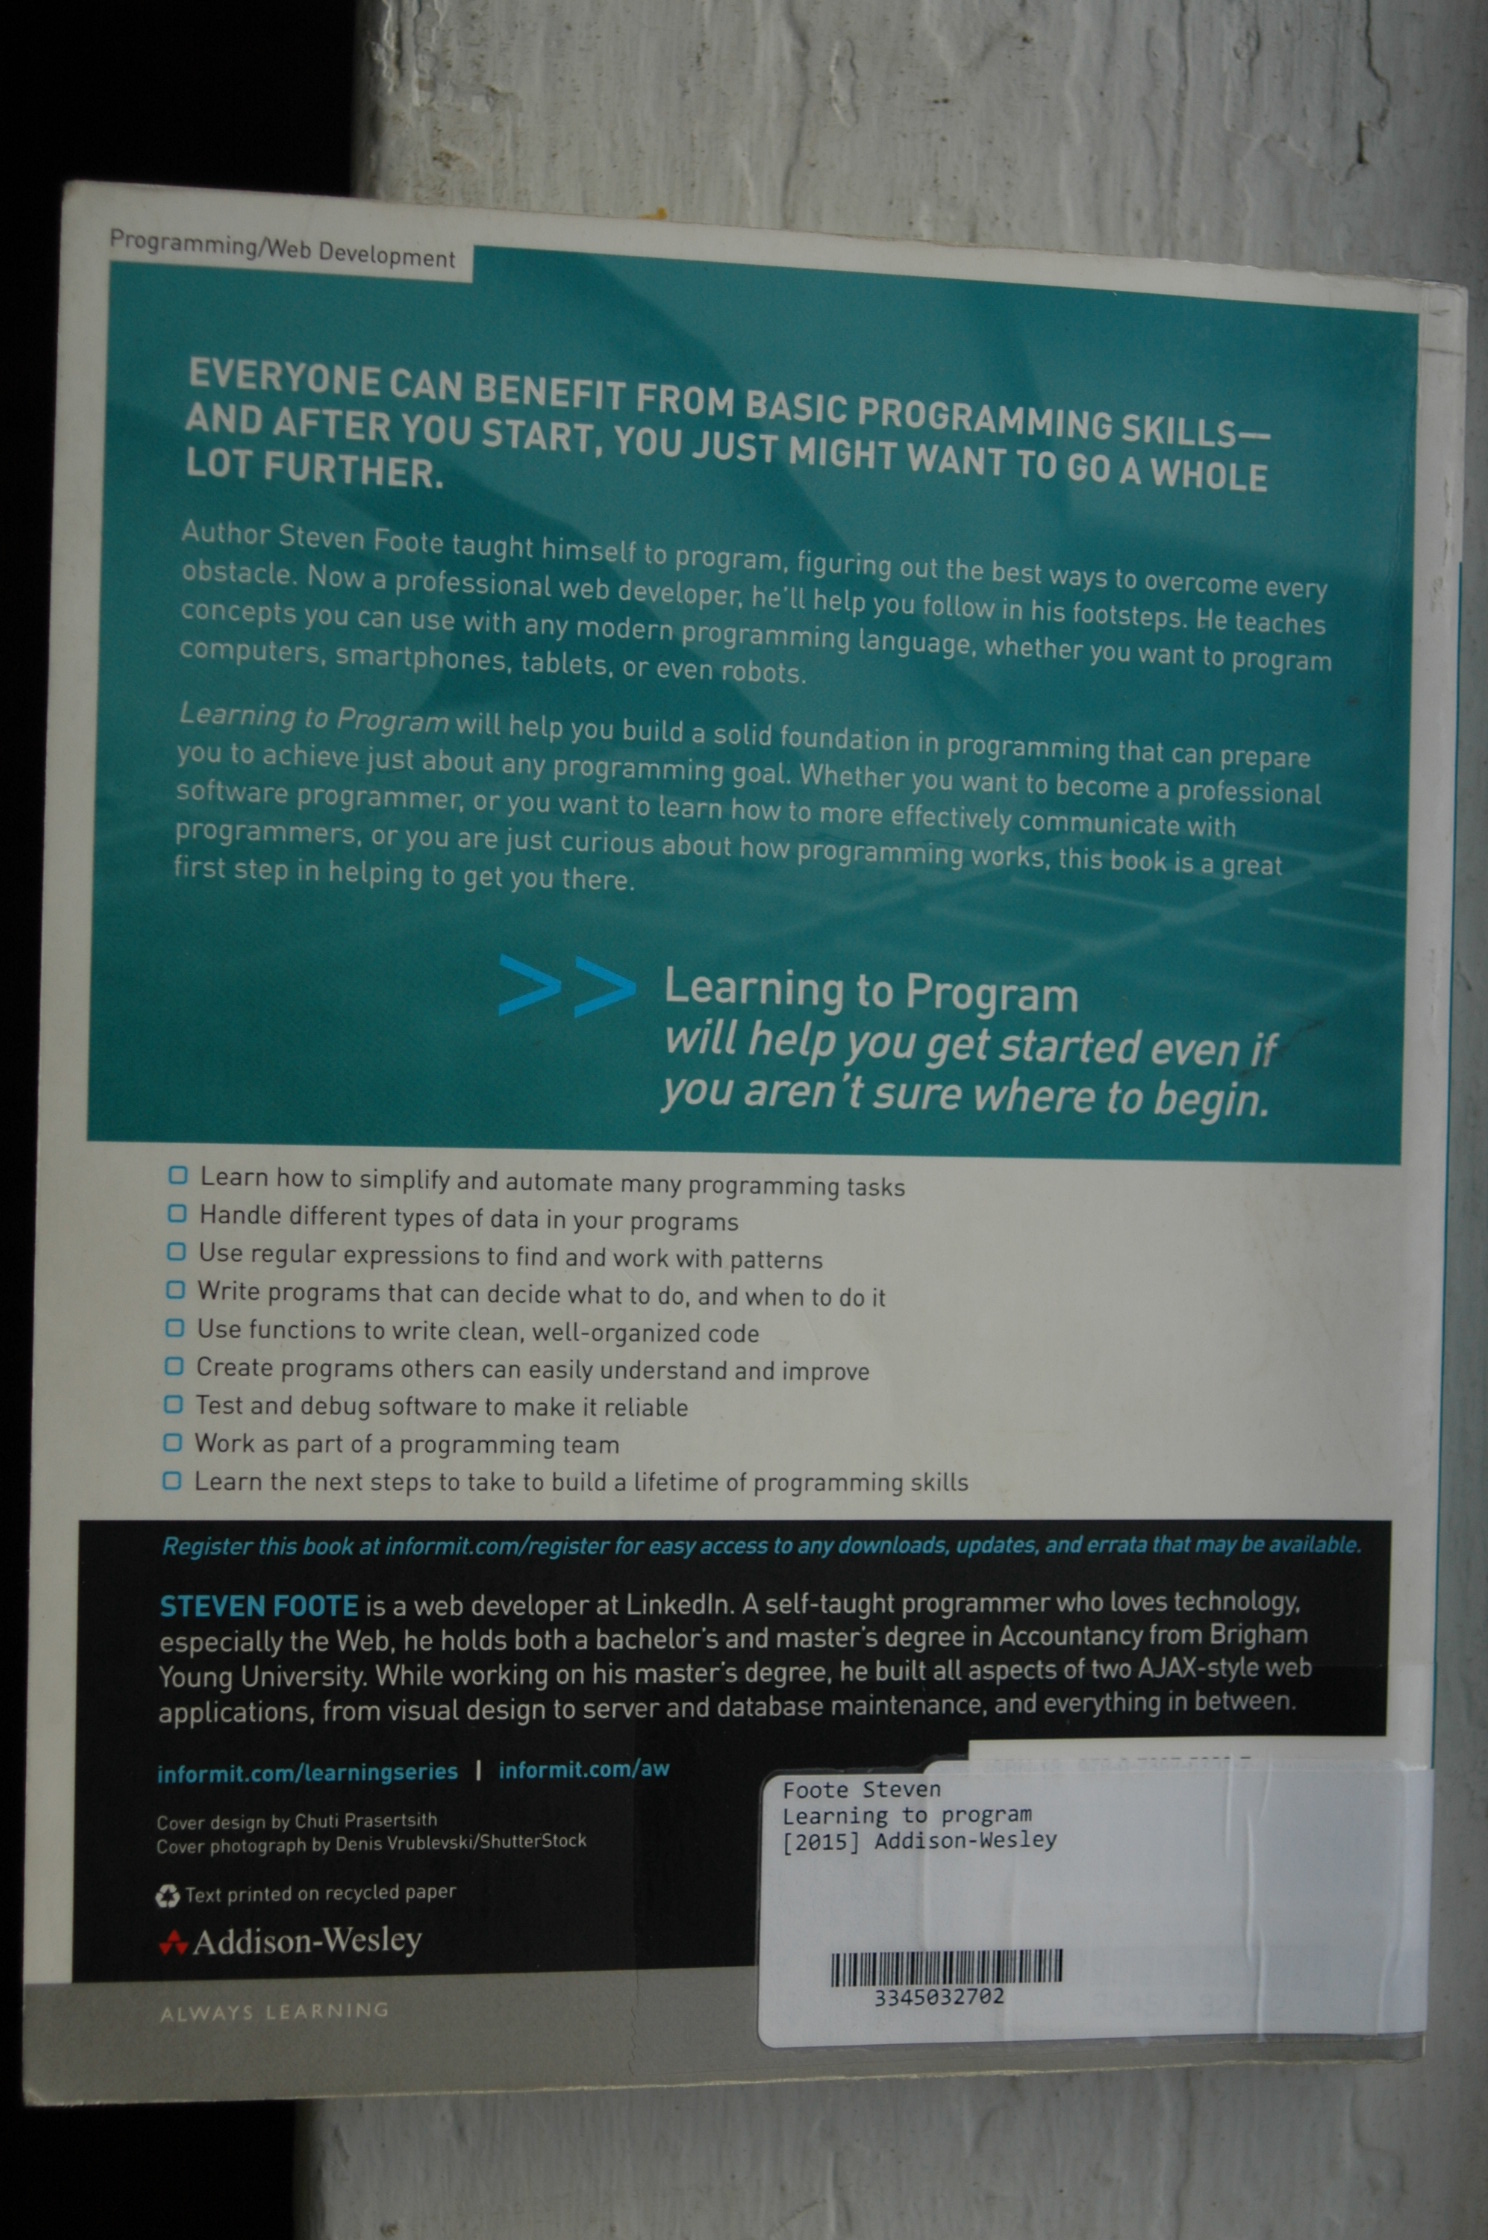 Programming/Web Development
EVERYONE CAN BENEFIT FROM BASIC PROGRAMMING SKILLS—
AND AFTER YOU START, YOU JUST MIGHT WANT TO GO A WHOLE
LOT FURTHER.
Author Steven Foote taught himself to program, figuring out the best ways to overcome every
obstacle. Now a professional web developer, he'll help you follow in his footsteps. He teaches
concepts you can use with any modern programming language, whether you want to program
computers, smartphones, tablets, or even robots.
Learning to Program will help you build a solid foundation in programming that can prepare
you to achieve just about any programming goal. Whether you want to become a professional
software programmer, or you want to learn how to more effectively communicate with
programmers, or you are just curious about how programming works, this book is a great
first step in helping to get you there.
>> Learning to Program
will help you get started even if
you aren't sure where to begin.
Learn how to simplify and automate many programming tasks
Handle different types of data in your programs
Use regular expressions to find and work with patterns
Write programs that can decide what to do, and when to do it
Use functions to write clean, well-organized code
Create programs others can easily understand and improve
Test and debug software to make it reliable
Work as part of a programming team
Learn the next steps to take to build a lifetime of programming skills
Register this book at informit.com/register for easy access to any downloads, updates, and errata that may be available.
STEVEN FOOTE is a web developer at LinkedIn. A self-taught programmer who loves technology,
especially the Web, he holds both a bachelor's and master's degree in Accountancy from Brigham
Young University. While working on his master's degree, he built all aspects of two AJAX-style web
applications, from visual design to server and database maintenance, and everything in between.
informit.com/learningseries | informit.com/aw
Cover design by Chuti Prasertsith
Cover photograph by Denis Vrublevski/ShutterStock
Text printed on recycled paper
Addison-Wesley
ALWAYS LEARNING
Foote Steven
Learning to program
[2015] Addison-Wesley
3345032702